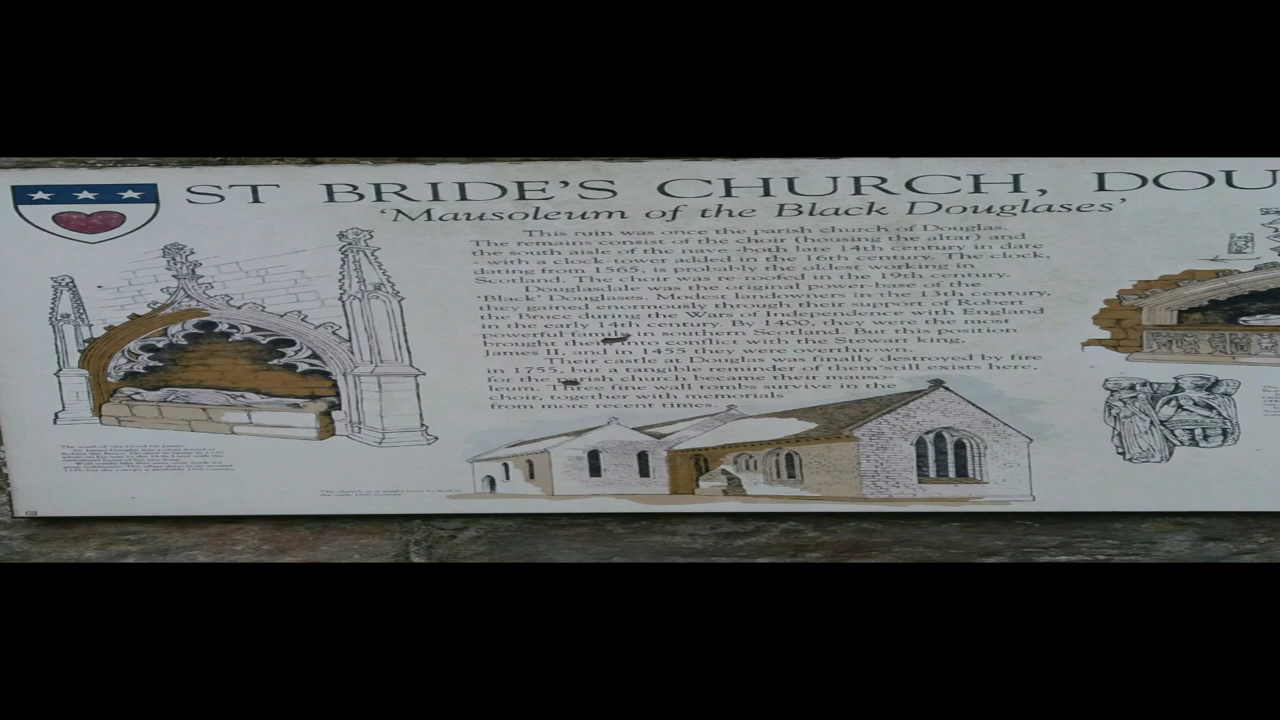 ST BRIDE'S CHURCH, DOU
'Mausoleum of the Black Douglases'
This ruin was once the parish church of Douglas.
The remains consist of the choir (housing the altar) and
the south aisle of the nave -both late 14th century in date
- with a clock-tower added in the 16th century. The clock,
dating from 1565, is probably the oldest working in
Scotland. The choir was re-roofed in the 19th century.
Douglasdale was the original power-base of the
'Black' Douglases. Modest landowners in the 13th century,
they gained enormously through their support of Robert
the Bruce during the Wars of Independence with England
in the early 14th century. By 1400, they were the most
powerful family in southern Scotland. But this position
brought them into conflict with the Stewart king,
James II, and in 1455 they were overthrown.
Their castle at Douglas was finally destroyed by fire
in 1755, but a tangible reminder of them still exists here,
for the parish church became their mauso-
leum. Three fine wall tombs survive in the
choir, together with memorials
from more recent times.